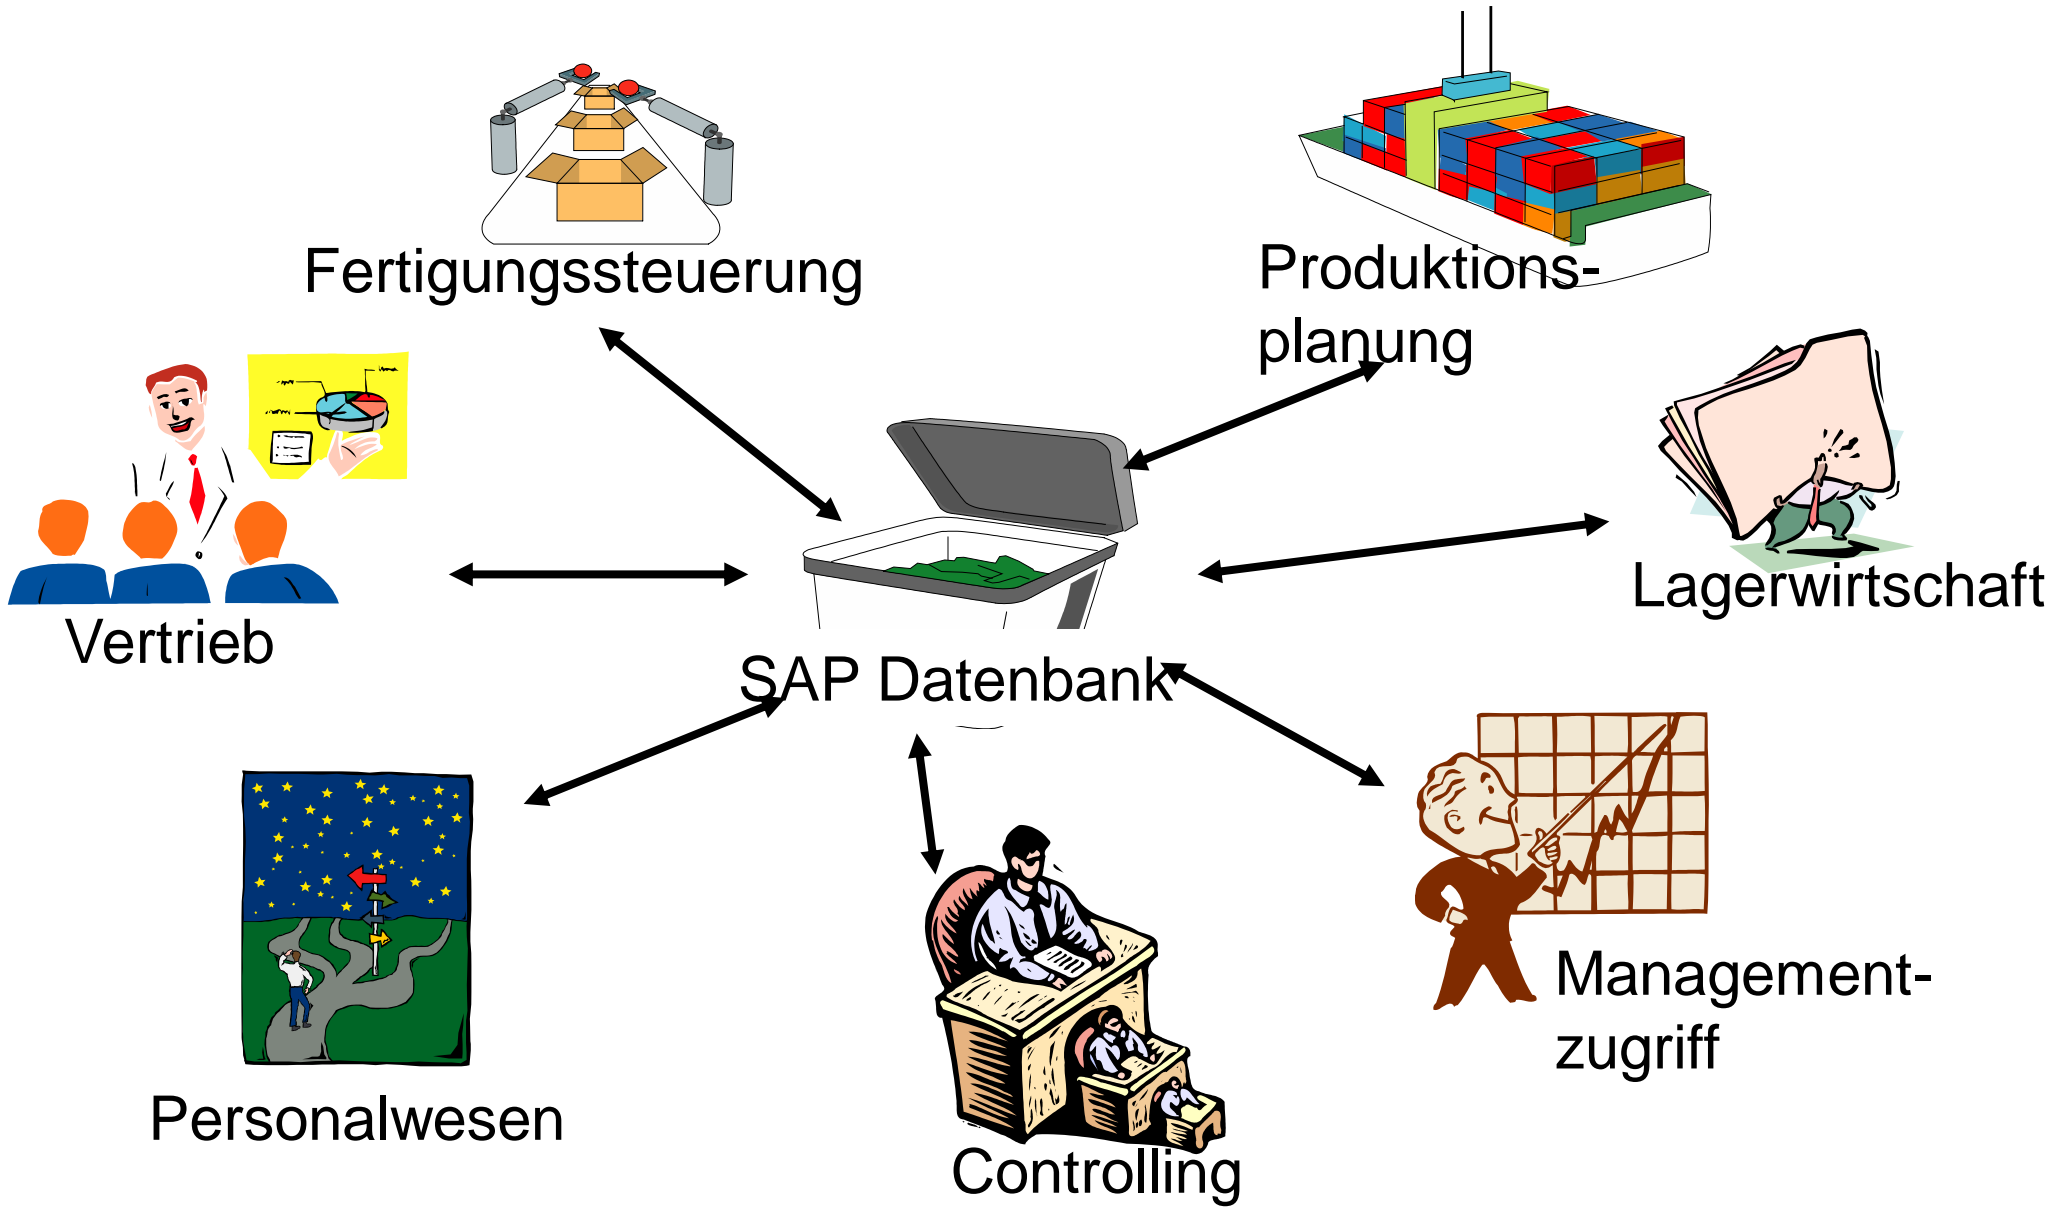 Fertigungssteuerung
Produktions-
planung
Lagerwirtschaft
Vertrieb
SAP Datenbank
Management-
zugriff
Personalwesen
Controlling